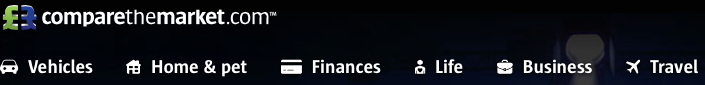 comparethemarket.com™
Vehicles Home & pet Finances Life Business Travel